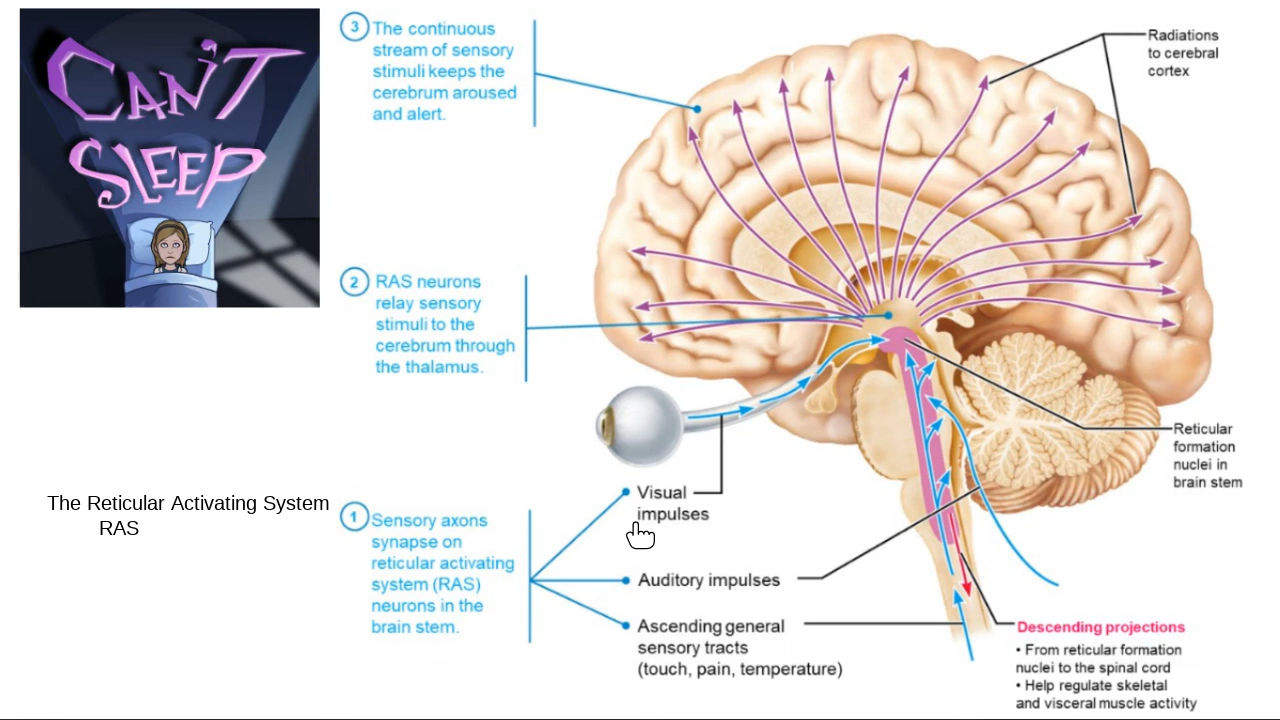 CAN'T
SLEEP
3 The continuous
stream of sensory
stimuli keeps the
cerebrum aroused
and alert.
Radiations
to cerebral
cortex
2 RAS neurons
relay sensory
stimuli to the
cerebrum through
the thalamus.
Reticular
formation
nuclei in
brain stem
The Reticular Activating System
RAS
1 Sensory axons
synapse on
reticular activating
system (RAS)
neurons in the
brain stem.
Visual
impulses
Auditory impulses
Ascending general
sensory tracts
(touch, pain, temperature)
Descending projections
• From reticular formation
nuclei to the spinal cord
• Help regulate skeletal
and visceral muscle activity